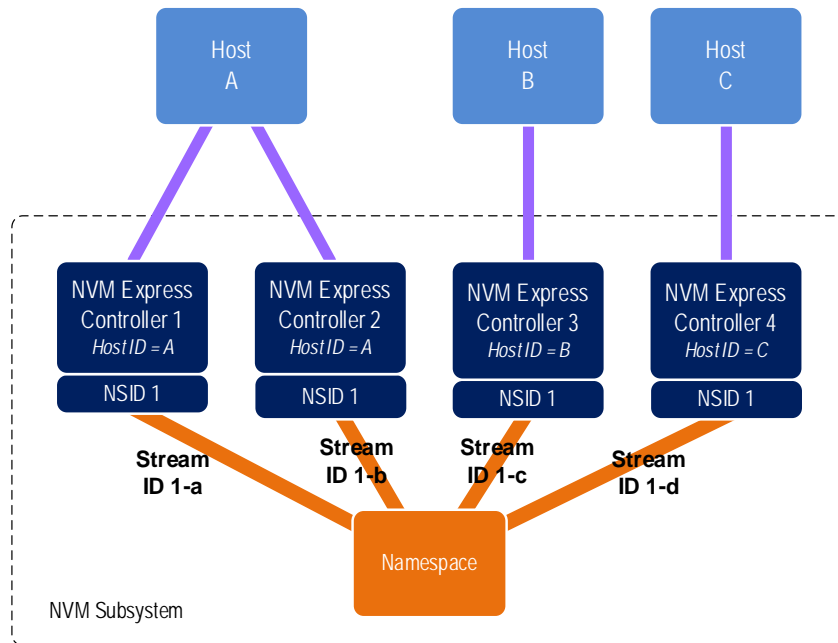 Host
A
Host
B
Host
C
NVM Express
Controller 1
Host ID = A
NVM Express
Controller 2
Host ID = A
NVM Express
Controller 3
Host ID = B
NVM Express
Controller 4
Host ID = C
NSID 1
NSID 1
NSID 1
NSID 1
Stream
ID 1-a
Stream
ID 1-b
Stream
ID 1-c
Stream
ID 1-d
Namespace
NVM Subsystem